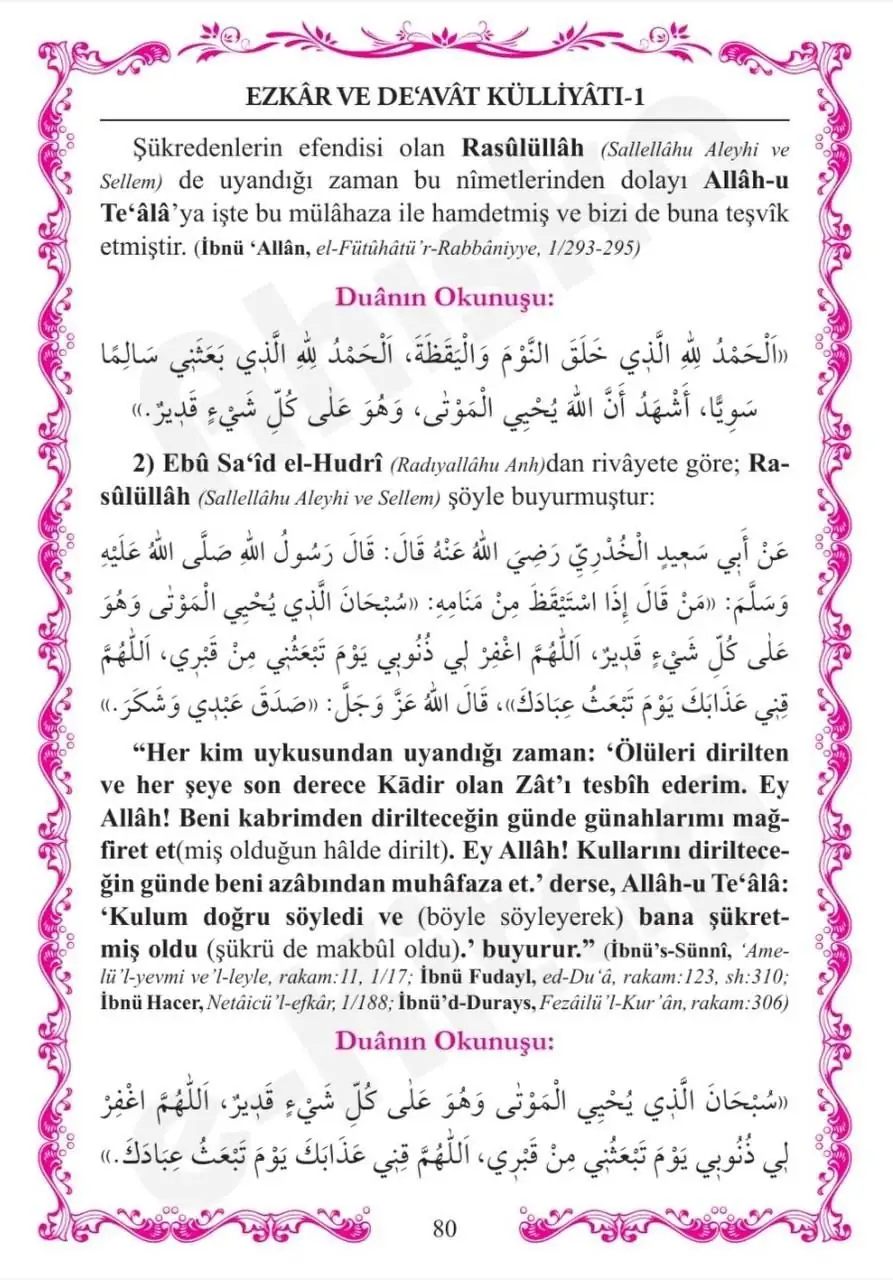 EZKÂR VE DE‘AVÂT KÜLLİYÂTI-1
Şükredenlerin efendisi olan Rasûlüllâh (Sallellâhu Aleyhi ve
Sellem) de uyandığı zaman bu nîmetlerinden dolayı Allâh-u
Te‘âlâ’ya işte bu mülâhaza ile hamdetmiş ve bizi de buna teşvîk
etmiştir. (İbnü ‘Allân, el-Fütûhâtü’r-Rabbâniyye, 1/293-295)
Duânın Okunuşu:
«اَلْحَمْدُ لِلّٰهِ الَّذ۪ي خَلَقَ النَّوْمَ وَالْيَقَظَةَ، اَلْحَمْدُ لِلّٰهِ الَّذ۪ي بَعَثَن۪ي سَالِمًا
سَوِيًّا، أَشْهَدُ أَنَّ اللّٰهَ يُحْيِي الْمَوْتٰى، وَهُوَ عَلٰى كُلِّ شَيْءٍ قَد۪يرٌ.»
2) Ebû Sa‘îd el-Hudrî (Radıyallâhu Anh)dan rivâyete göre; Ra-
sûlüllâh (Sallellâhu Aleyhi ve Sellem) şöyle buyurmuştur:
عَنْ أَب۪ي سَع۪يدٍ الْخُدْرِيِّ رَضِيَ اللّٰهُ عَنْهُ قَالَ: قَالَ رَسُولُ اللّٰهِ صَلَّى اللّٰهُ عَلَيْهِ
وَسَلَّمَ: «مَنْ قَالَ إِذَا اسْتَيْقَظَ مِنْ مَنَامِهِ: «سُبْحَانَ الَّذ۪ي يُحْيِي الْمَوْتٰى وَهُوَ
عَلٰى كُلِّ شَيْءٍ قَد۪يرٌ، اَللّٰهُمَّ اغْفِرْ ل۪ي ذُنُوب۪ي يَوْمَ تَبْعَثُن۪ي مِنْ قَبْر۪ي، اَللّٰهُمَّ
قِن۪ي عَذَابَكَ يَوْمَ تَبْعَثُ عِبَادَكَ»، قَالَ اللّٰهُ عَزَّ وَجَلَّ: «صَدَقَ عَبْد۪ي وَشَكَرَ.»
“Her kim uykusundan uyandığı zaman: ‘Ölüleri dirilten
ve her şeye son derece Kādir olan Zât’ı tesbîh ederim. Ey
Allâh! Beni kabrimden dirilteceğin günde günahlarımı mağ-
firet et(miş olduğun hâlde dirilt). Ey Allâh! Kullarını diriltece-
ğin günde beni azâbından muhâfaza et.’ derse, Allâh-u Te‘âlâ:
‘Kulum doğru söyledi ve (böyle söyleyerek) bana şükret-
miş oldu (şükrü de makbûl oldu).’ buyurur.” (İbnü’s-Sünnî, ‘Ame-
lü’l-yevmi ve’l-leyle, rakam:11, 1/17; İbnü Fudayl, ed-Du‘â, rakam:123, sh:310;
İbnü Hacer, Netâicü’l-efkâr, 1/188; İbnü’d-Durays, Fezâilü’l-Kur’ân, rakam:306)
Duânın Okunuşu:
«سُبْحَانَ الَّذ۪ي يُحْيِي الْمَوْتٰى وَهُوَ عَلٰى كُلِّ شَيْءٍ قَد۪يرٌ، اَللّٰهُمَّ اغْفِرْ
ل۪ي ذُنُوب۪ي يَوْمَ تَبْعَثُن۪ي مِنْ قَبْر۪ي، اَللّٰهُمَّ قِن۪ي عَذَابَكَ يَوْمَ تَبْعَثُ عِبَادَكَ.»
80